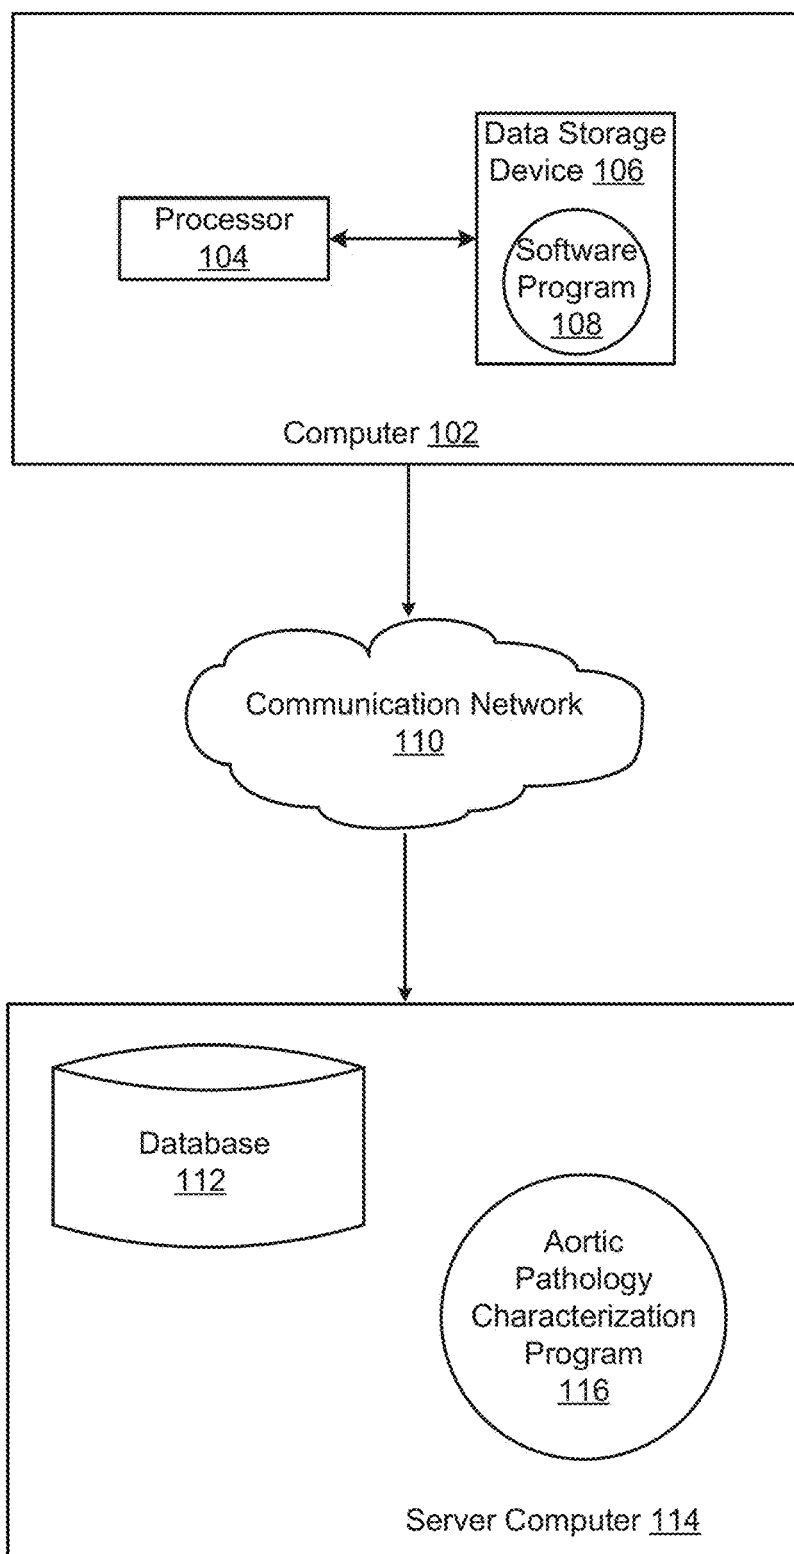 Data Storage
Device 106
Processor
104
Software
Program
108
Computer 102
Communication Network
110
Database
112
Aortic
Pathology
Characterization
Program
116
Server Computer 114